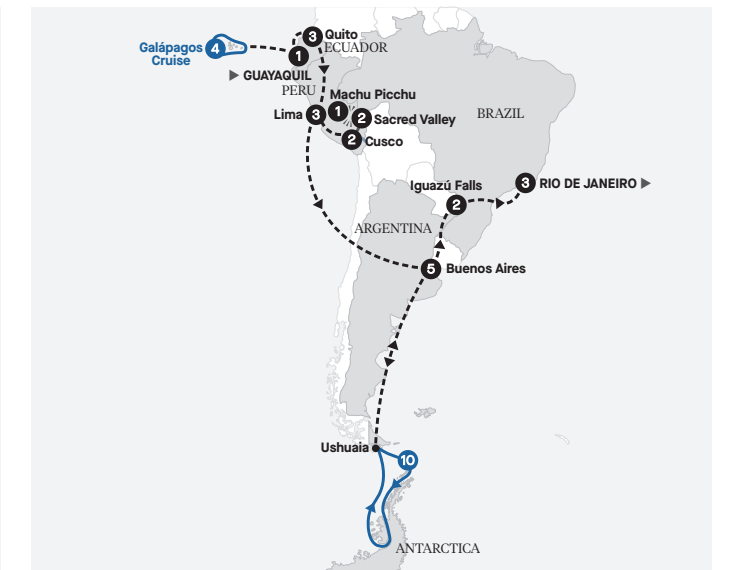 3 Quito
ECUADOR
Galápagos
Cruise
4
1
▶ GUAYAQUIL
PERU
Machu Picchu
1
Lima 3
2 Sacred Valley
2 Cusco
BRAZIL
Iguazú Falls
2
3 RIO DE JANEIRO ▶
ARGENTINA
5 Buenos Aires
Ushuaia
10
ANTARCTICA